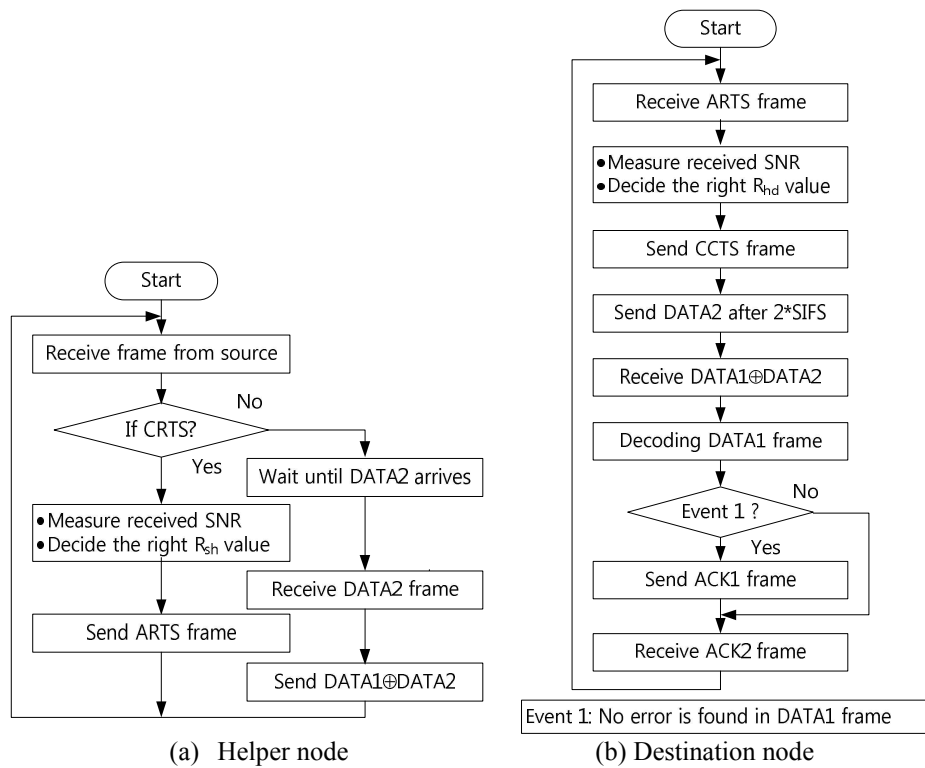 Start
Receive frame from source
If CRTS?
No
Yes
Wait until DATA2 arrives
●Measure received SNR
●Decide the right Rsh value
Receive DATA2 frame
Send ARTS frame
Send DATA1⊕DATA2
(a) Helper node
Start
Receive ARTS frame
●Measure received SNR
●Decide the right Rhd value
Send CCTS frame
Send DATA2 after 2*SIFS
Receive DATA1⊕DATA2
Decoding DATA1 frame
Event 1 ?
No
Yes
Send ACK1 frame
Receive ACK2 frame
Event 1: No error is found in DATA1 frame
(b) Destination node